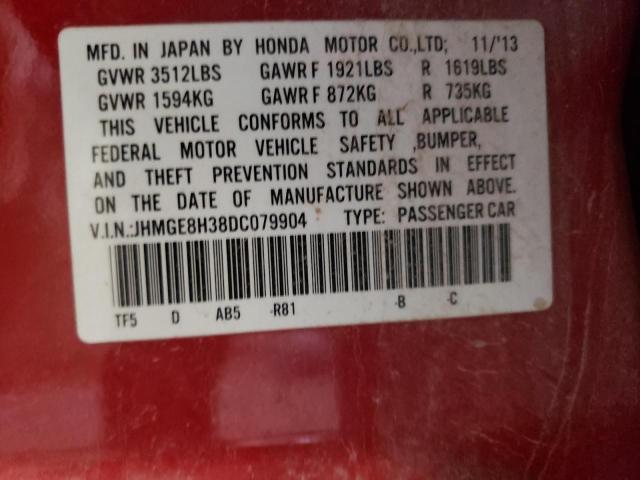 MFD. IN JAPAN BY HONDA MOTOR CO.,LTD; 11/'13
GVWR 3512LBS GAWR F 1921LBS R 1619LBS
GVWR 1594KG GAWR F 872KG R 735KG
THIS VEHICLE CONFORMS TO ALL APPLICABLE
FEDERAL MOTOR VEHICLE SAFETY ,BUMPER,
AND THEFT PREVENTION STANDARDS IN EFFECT
ON THE DATE OF MANUFACTURE SHOWN ABOVE.
V.I.N.:JHMGE8H38DC079904 TYPE: PASSENGER CAR
TF5 D AB5 -R81 -B -C